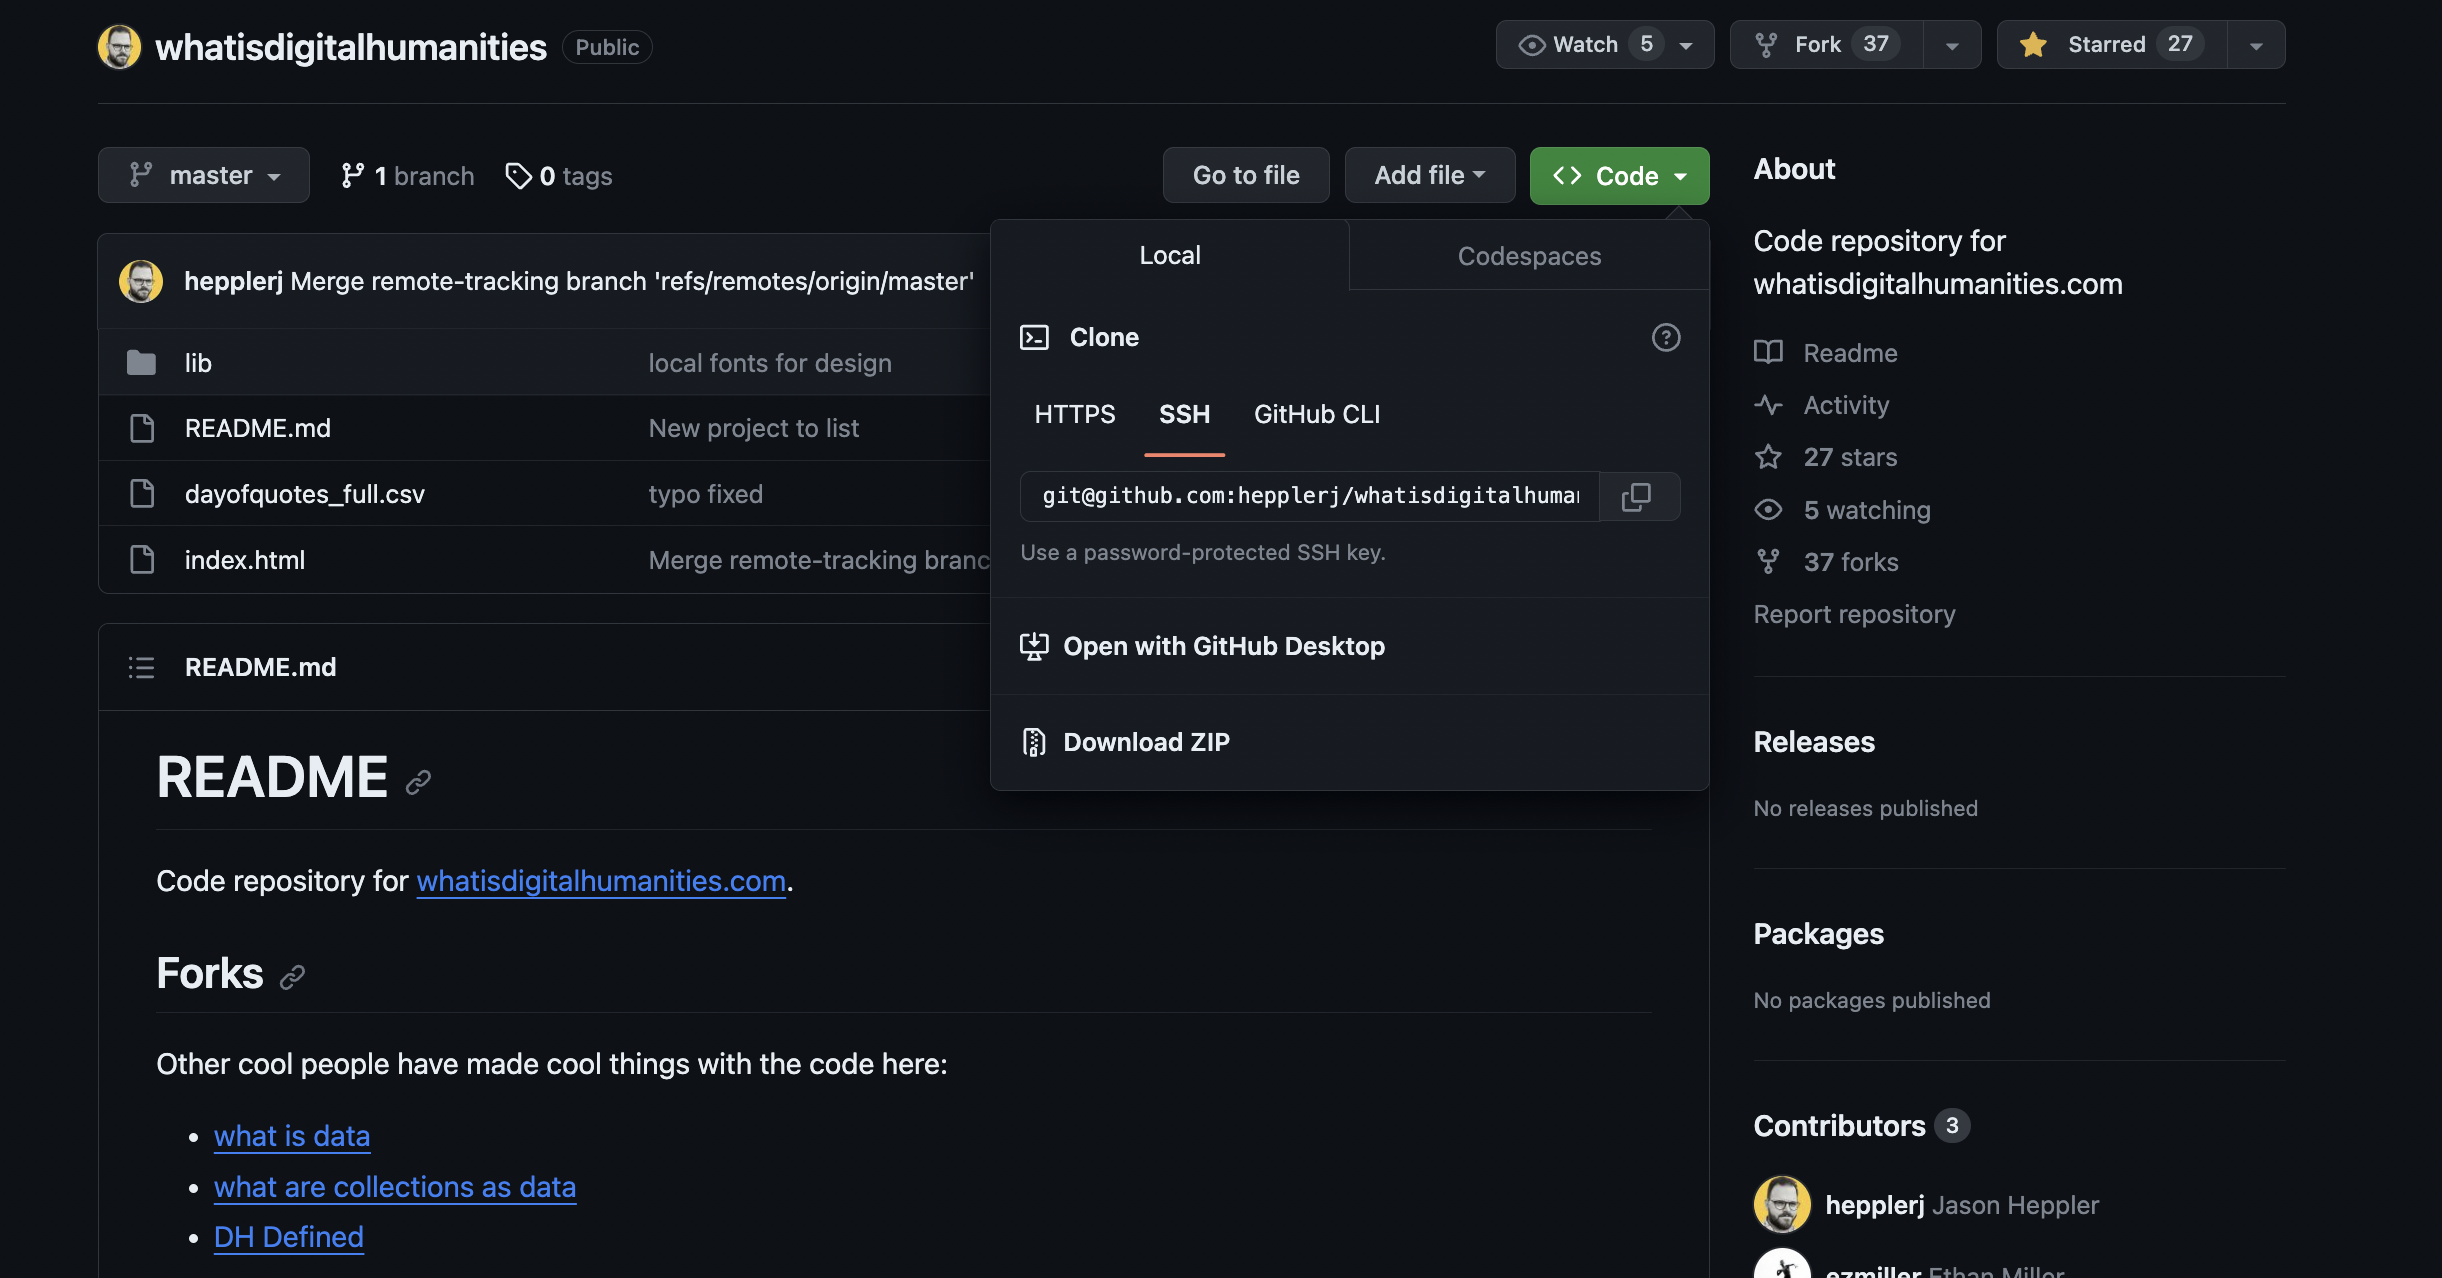 whatisdigitalhumanities Public
Watch 5 Fork 37 Starred 27
master 1 branch 0 tags
Go to file Add file Code
hepplerj Merge remote-tracking branch 'refs/remotes/origin/master'
lib local fonts for design
README.md New project to list
dayofquotes_full.csv typo fixed
index.html Merge remote-tracking branc
README.md
README
Code repository for whatisdigitalhumanities.com.
Forks
Other cool people have made cool things with the code here:
• what is data
• what are collections as data
• DH Defined
Local Codespaces
Clone
HTTPS SSH GitHub CLI
git@github.com:hepplerj/whatisdigitalhuma
Use a password-protected SSH key.
Open with GitHub Desktop
Download ZIP
About
Code repository for
whatisdigitalhumanities.com
Readme
Activity
27 stars
5 watching
37 forks
Report repository
Releases
No releases published
Packages
No packages published
Contributors 3
hepplerj Jason Heppler
ezmiller Ethan Miller